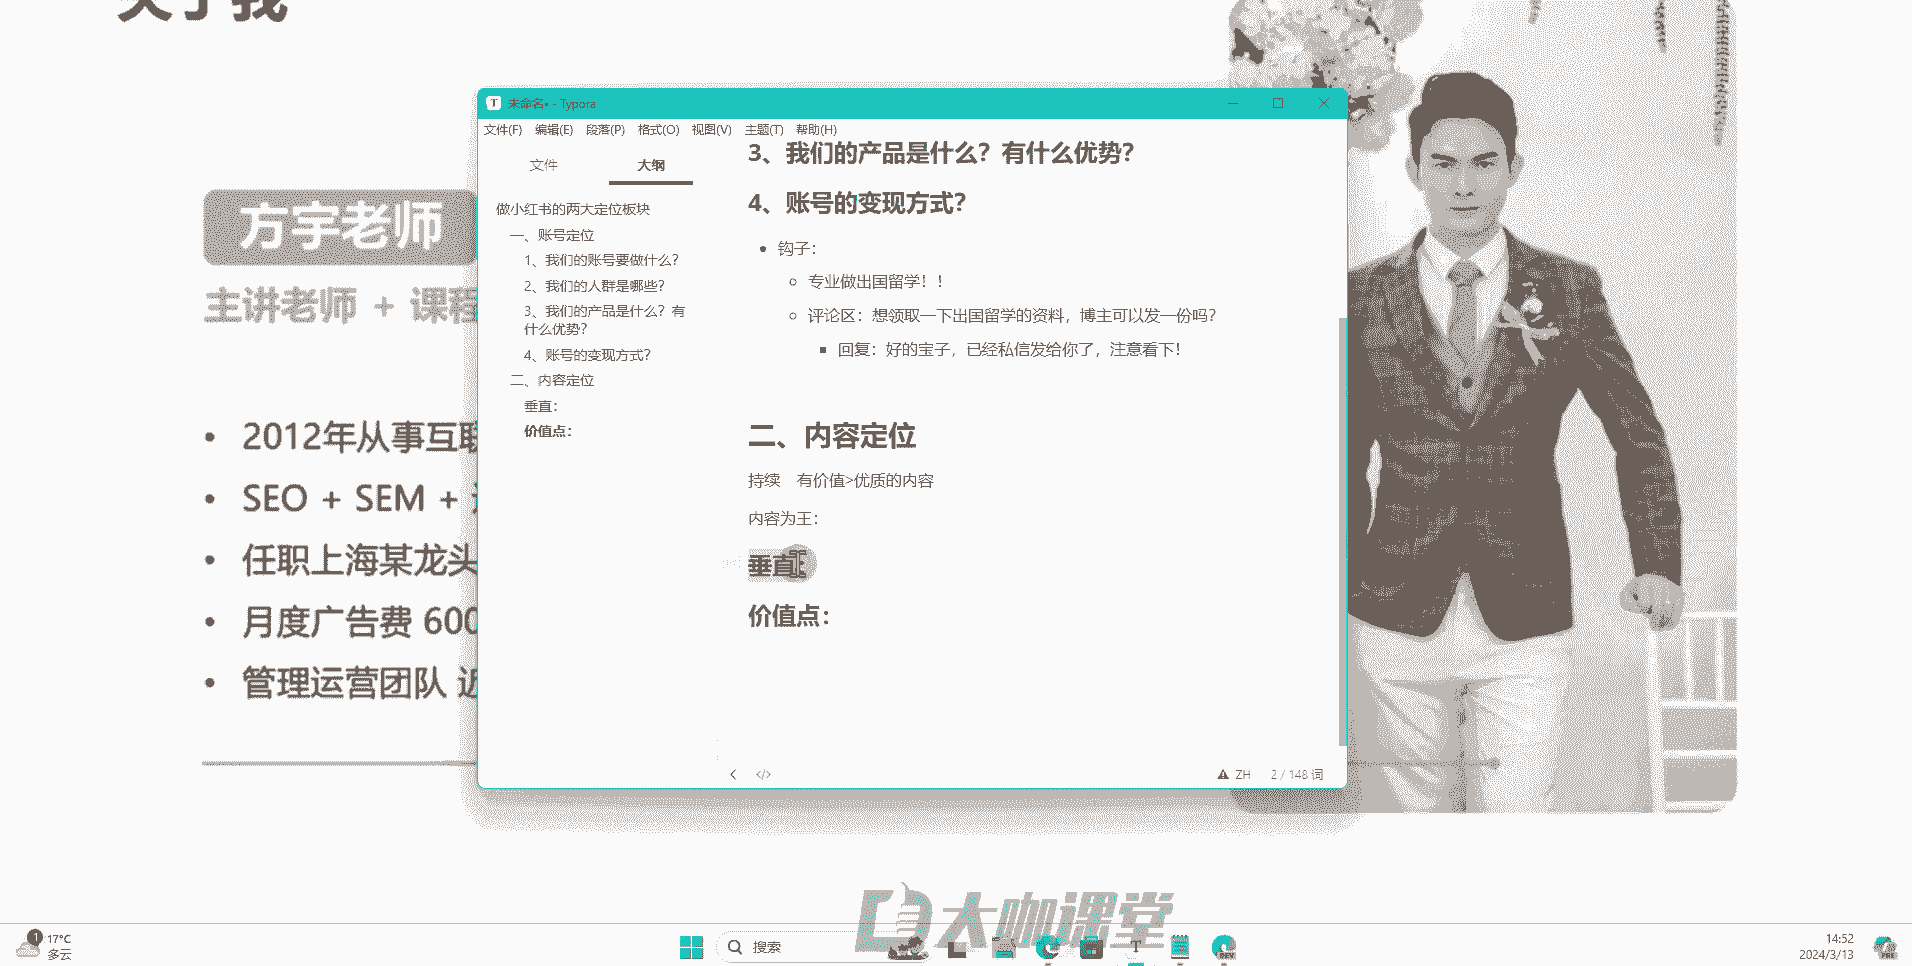 关于我
方宇老师
主讲老师 + 课程
2012年从事互联
SEO + SEM +
任职上海某龙头
月度广告费 600
管理运营团队 近
未命名• - Typora
文件(F) 编辑(E) 段落(P) 格式(O) 视图(V) 主题(T) 帮助(H)
文件 大纲
做小红书的两大定位板块
一、账号定位
1、我们的账号要做什么？
2、我们的人群是哪些？
3、我们的产品是什么？有
什么优势？
4、账号的变现方式？
二、内容定位
垂直：
价值点：
3、我们的产品是什么？有什么优势？
4、账号的变现方式？
钩子：
专业做出国留学！！
评论区：想领取一下出国留学的资料，博主可以发一份吗？
回复：好的宝子，已经私信发给你了，注意看下！
二、内容定位
持续 有价值>优质的内容
内容为王：
垂直：
价值点：
ZH 2 / 148 词
大咖课堂
1
17°C
多云
搜索
T
DEV
14:52
2024/3/13
PRE